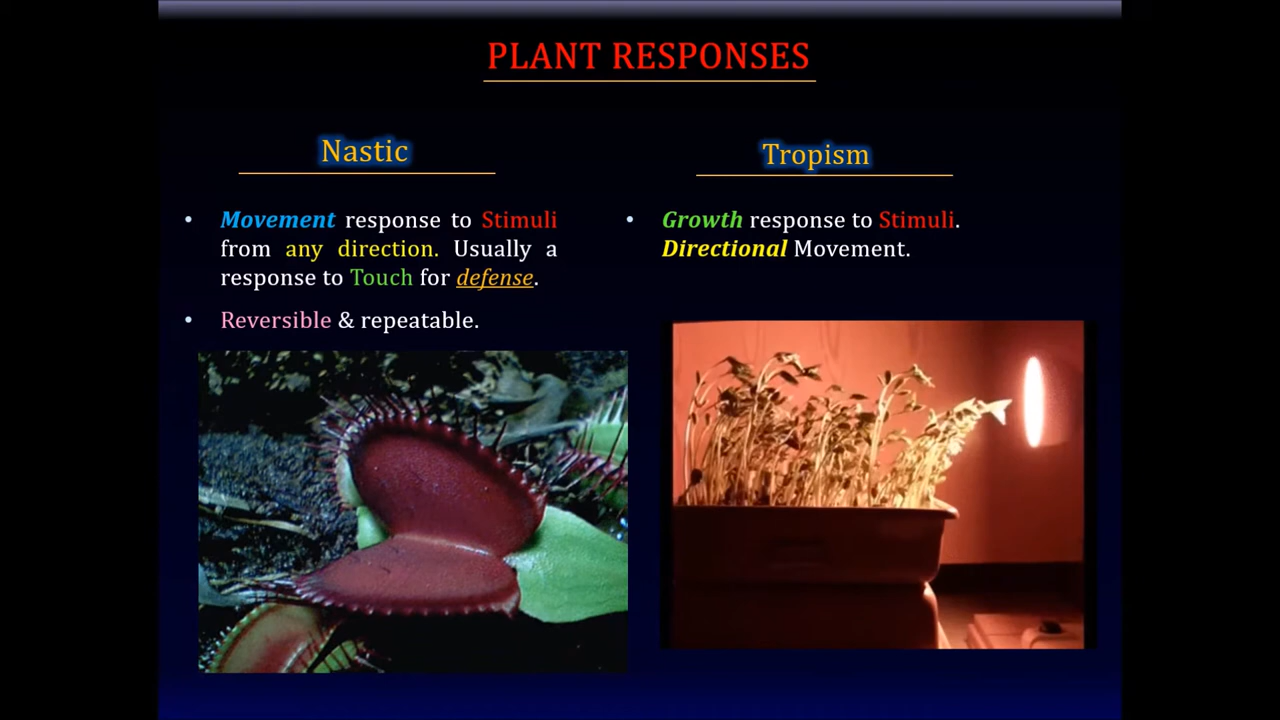 PLANT RESPONSES
Nastic
• Movement response to Stimuli
from any direction. Usually a
response to Touch for defense.
• Reversible & repeatable.
Tropism
• Growth response to Stimuli.
Directional Movement.